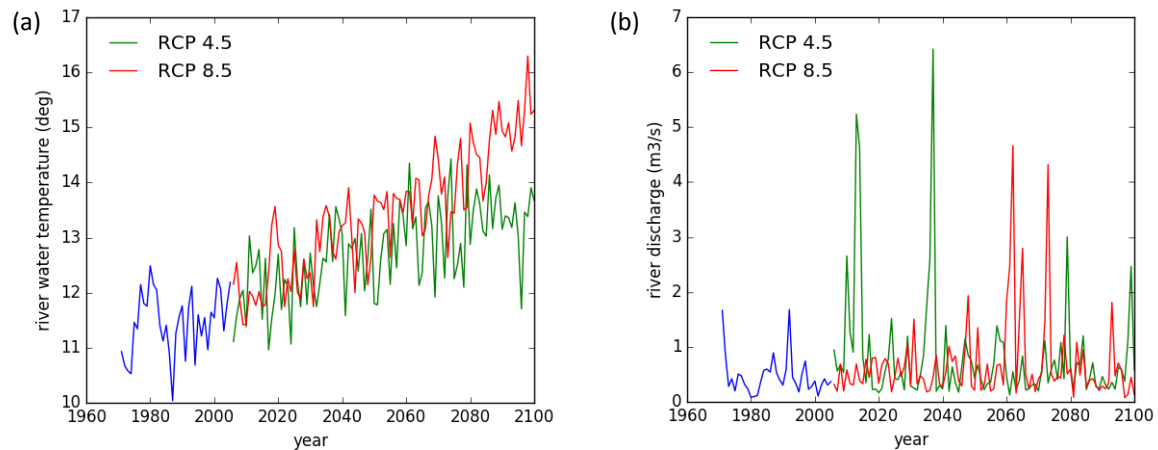 (a)
RCP 4.5
RCP 8.5
river water temperature (deg)
17
16
15
14
13
12
11
10
1960 1980 2000 2020 2040 2060 2080 2100
year
(b)
RCP 4.5
RCP 8.5
river discharge (m3/s)
7
6
5
4
3
2
1
0
1960 1980 2000 2020 2040 2060 2080 2100
year